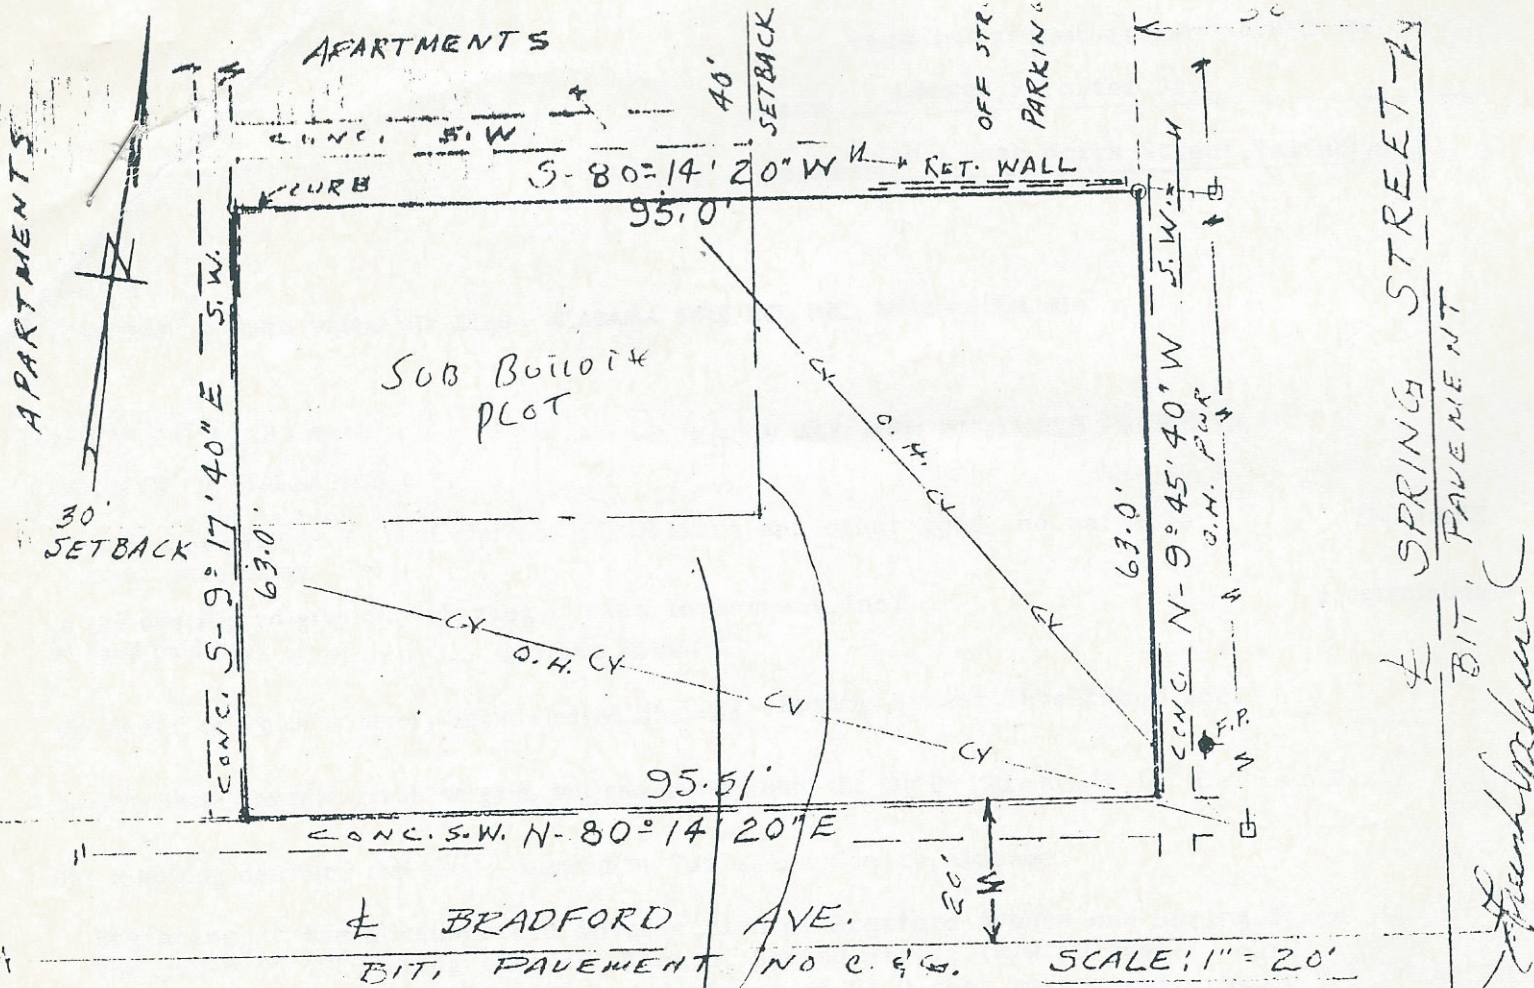 APARTMENTS
40'
SETBACK
OFF STR
PARKIN
CONC. S.W
S-80°14'20"W
RET. WALL
CURB
95.0'
APARTMENTS
S.W.
S.W.
SUB BUILDI
PLOT
CY
O.H.
CY
CY
O.H. PWR
63.0'
N-9°45'40"W
CONC.
30'
SETBACK
63.0'
S-9°17'40"E
CONC.
CY
O.H. CY
CV
CY
F.P.
95.51'
CONC. S.W. N-80°14'20"E
20'
℄ BRADFORD AVE.
BIT. PAVEMENT NO C. & G.
SCALE: 1" = 20'
℄ SPRING STREET
BIT. PAVEMENT